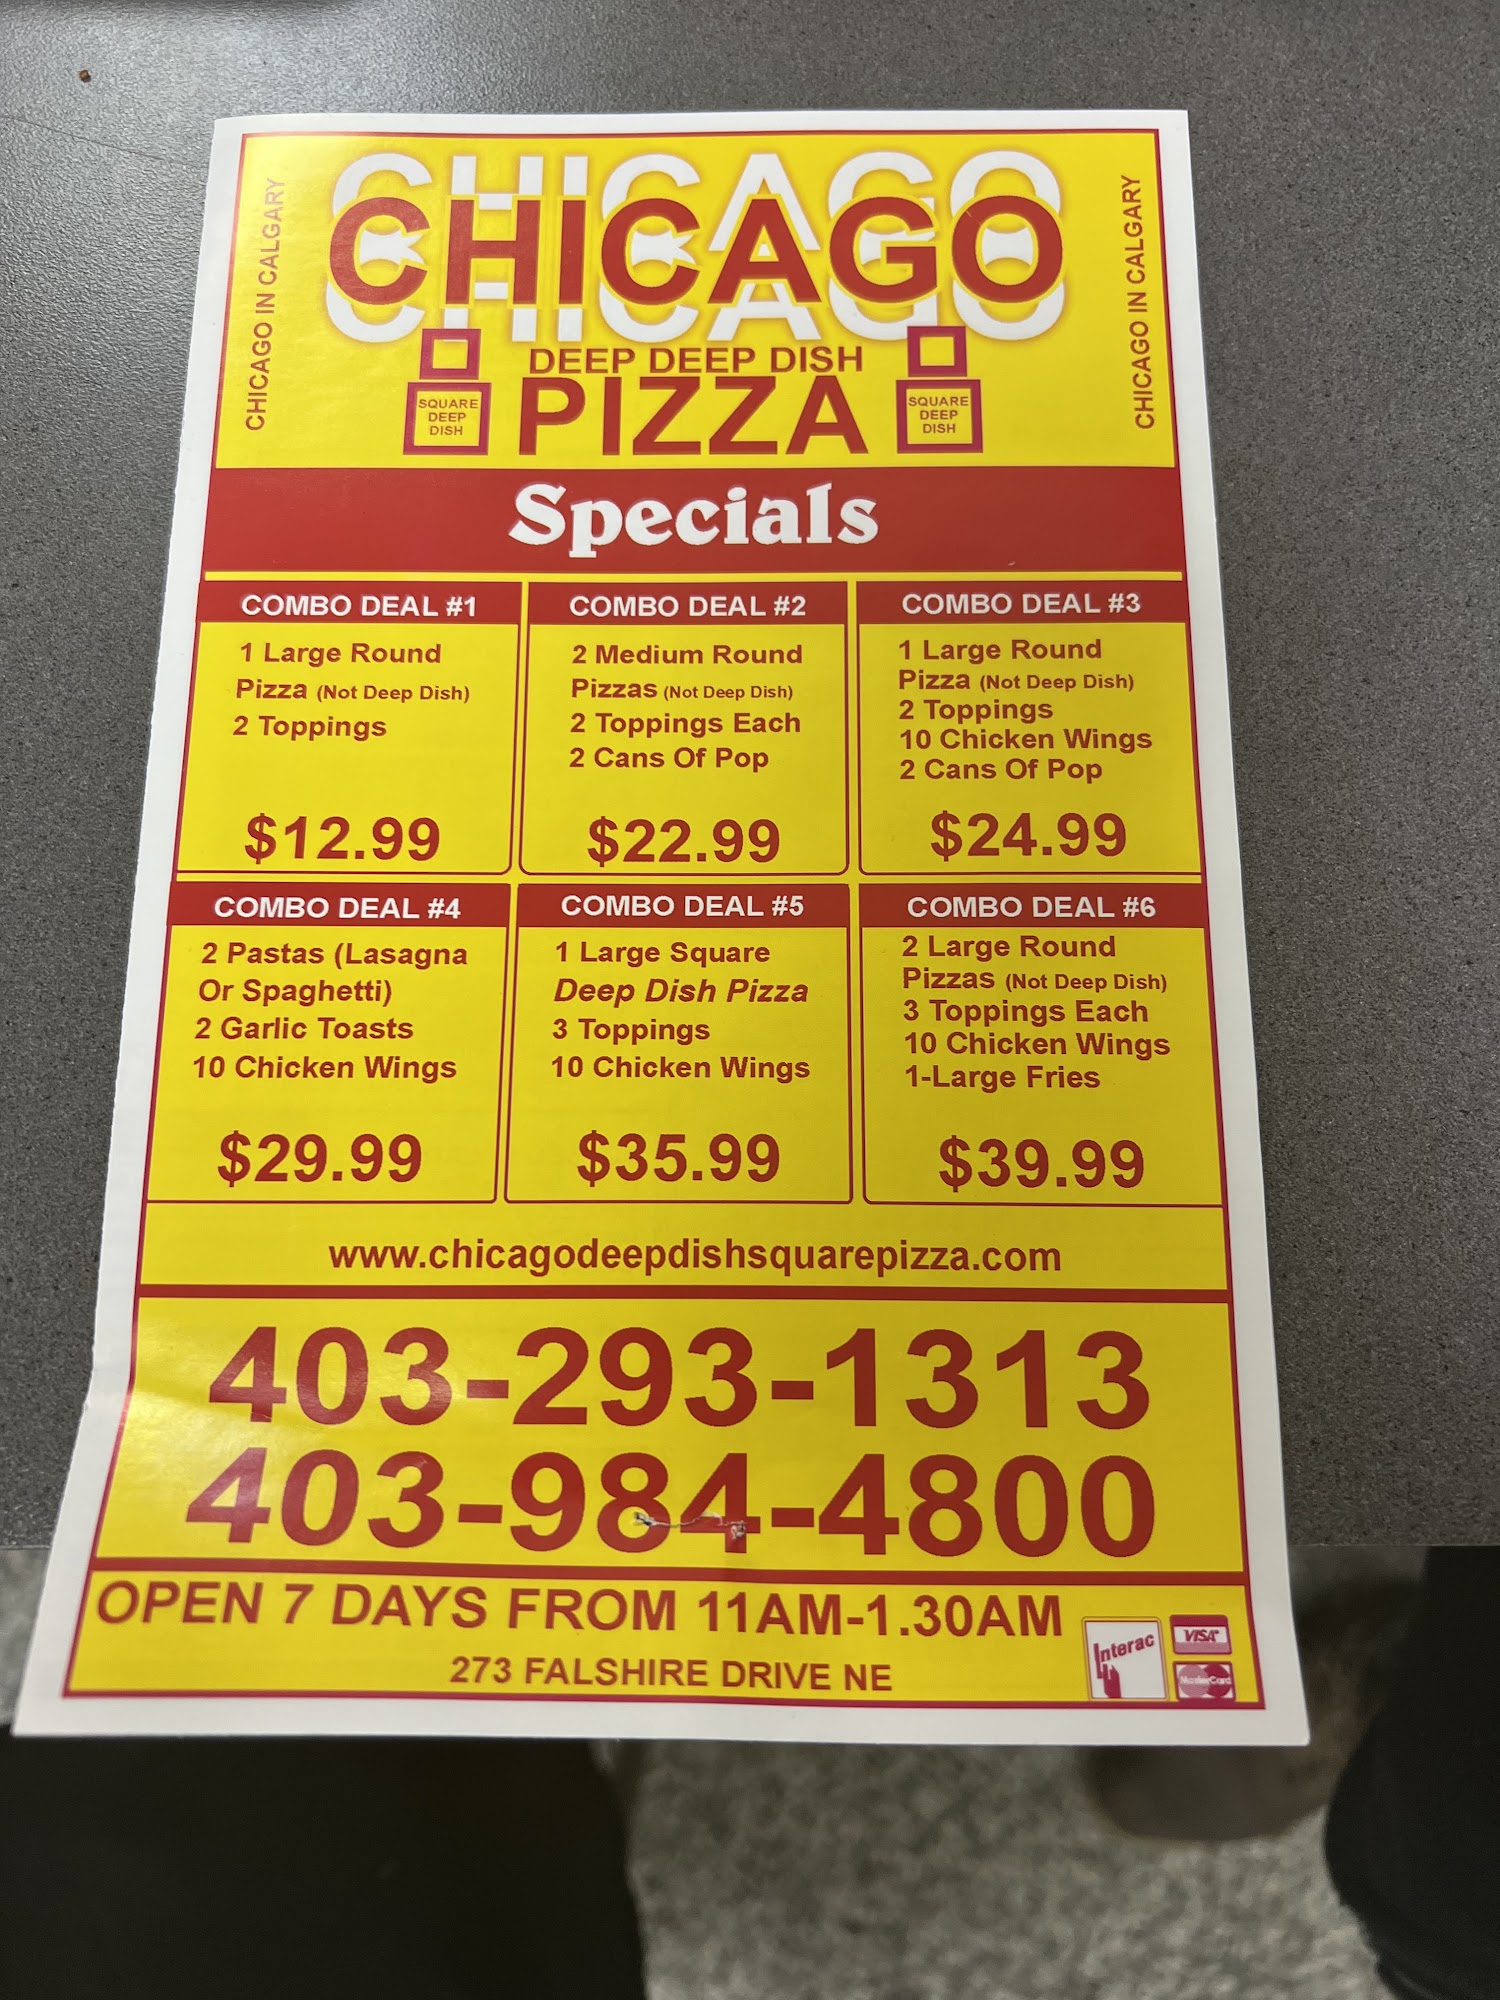 CHICAGO IN CALGARY
CHICAGO
CHICAGO IN CALGARY
DEEP DEEP DISH
PIZZA
SQUARE
DEEP
DISH
SQUARE
DEEP
DISH
Specials
COMBO DEAL #1
1 Large Round
Pizza (Not Deep Dish)
2 Toppings
$12.99
COMBO DEAL #2
2 Medium Round
Pizzas (Not Deep Dish)
2 Toppings Each
2 Cans Of Pop
$22.99
COMBO DEAL #3
1 Large Round
Pizza (Not Deep Dish)
2 Toppings
10 Chicken Wings
2 Cans Of Pop
$24.99
COMBO DEAL #4
2 Pastas (Lasagna
Or Spaghetti)
2 Garlic Toasts
10 Chicken Wings
$29.99
COMBO DEAL #5
1 Large Square
Deep Dish Pizza
3 Toppings
10 Chicken Wings
$35.99
COMBO DEAL #6
2 Large Round
Pizzas (Not Deep Dish)
3 Toppings Each
10 Chicken Wings
1-Large Fries
$39.99
www.chicagodeepdishsquarepizza.com
403-293-1313
403-984-4800
OPEN 7 DAYS FROM 11AM-1.30AM
273 FALSHIRE DRIVE NE
Interac
VISA
MasterCard